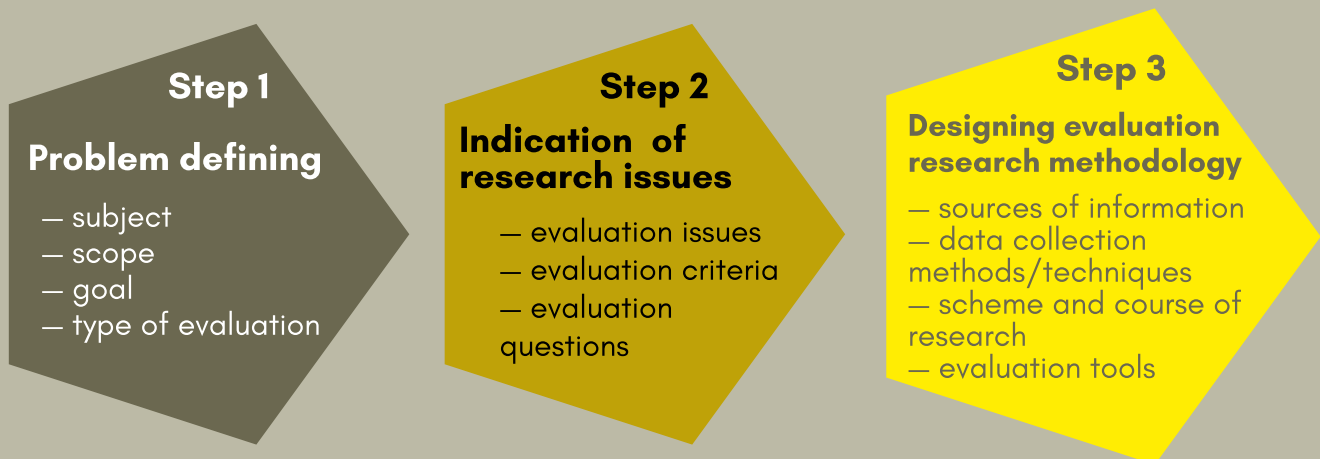 Step 1
Problem defining
— subject
— scope
— goal
— type of evaluation
Step 2
Indication of
research issues
— evaluation issues
— evaluation criteria
— evaluation
questions
Step 3
Designing evaluation
research methodology
— sources of information
— data collection
methods/techniques
— scheme and course of
research
— evaluation tools